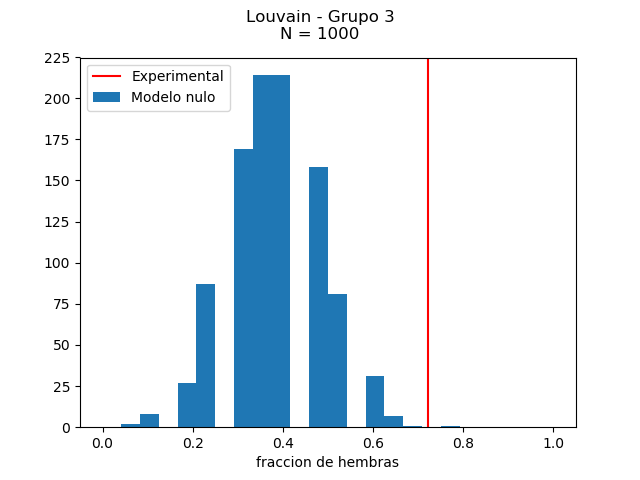 Louvain - Grupo 3
N = 1000
Experimental
Modelo nulo
225
200
175
150
125
100
75
50
25
0
0.0 0.2 0.4 0.6 0.8 1.0
fraccion de hembras